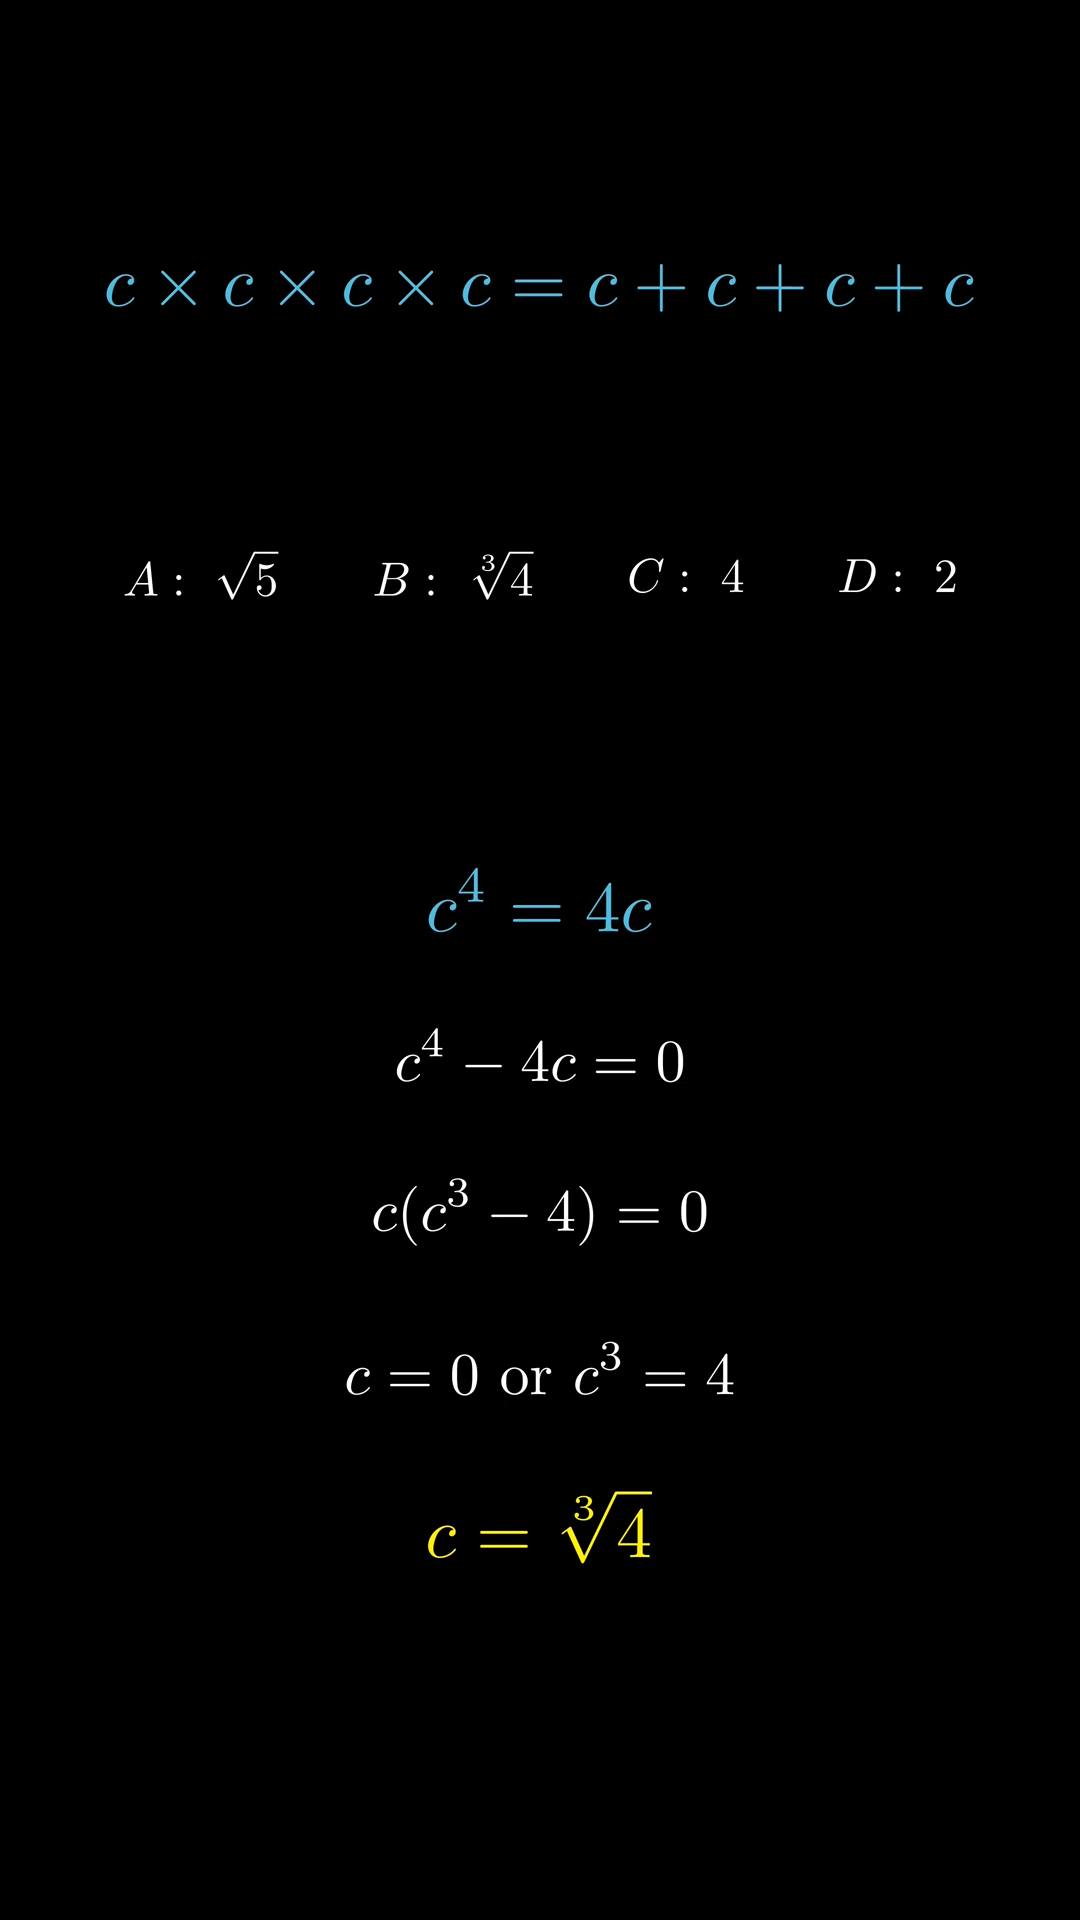 c × c × c × c = c + c + c + c
A : √5 B : ∛4 C : 4 D : 2
c⁴ = 4c
c⁴ − 4c = 0
c(c³ − 4) = 0
c = 0 or c³ = 4
c = ∛4